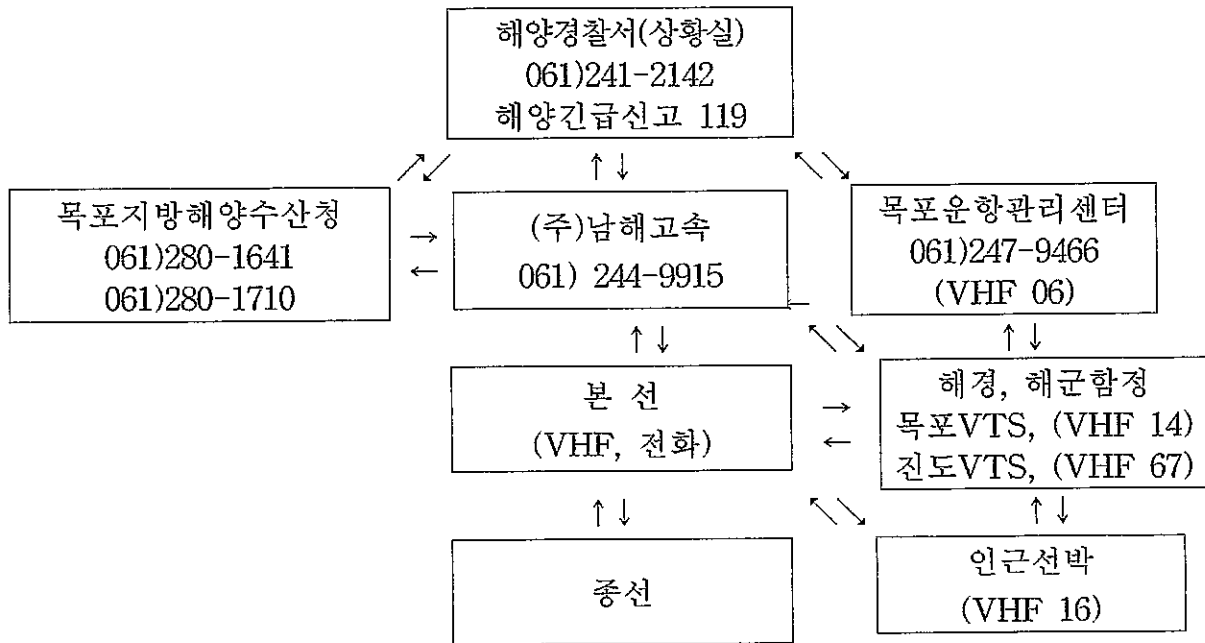 해양경찰서(상황실)
061)241-2142
해양긴급신고 119
목포지방해양수산청
061)280-1641
061)280-1710
(주)남해고속
061) 244-9915
목포운항관리센터
061)247-9466
(VHF 06)
본 선
(VHF, 전화)
해경, 해군함정
목포VTS, (VHF 14)
진도VTS, (VHF 67)
종선
인근선박
(VHF 16)